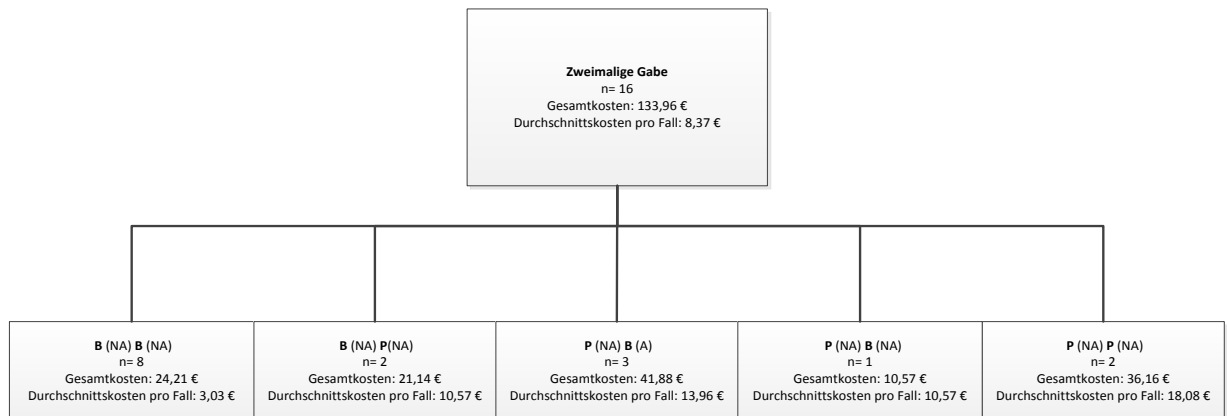 Zweimalige Gabe
n= 16
Gesamtkosten: 133,96 €
Durchschnittskosten pro Fall: 8,37 €
B (NA) B (NA)
n= 8
Gesamtkosten: 24,21 €
Durchschnittskosten pro Fall: 3,03 €
B (NA) P(NA)
n= 2
Gesamtkosten: 21,14 €
Durchschnittskosten pro Fall: 10,57 €
P (NA) B (A)
n= 3
Gesamtkosten: 41,88 €
Durchschnittskosten pro Fall: 13,96 €
P (NA) B (NA)
n= 1
Gesamtkosten: 10,57 €
Durchschnittskosten pro Fall: 10,57 €
P (NA) P (NA)
n= 2
Gesamtkosten: 36,16 €
Durchschnittskosten pro Fall: 18,08 €